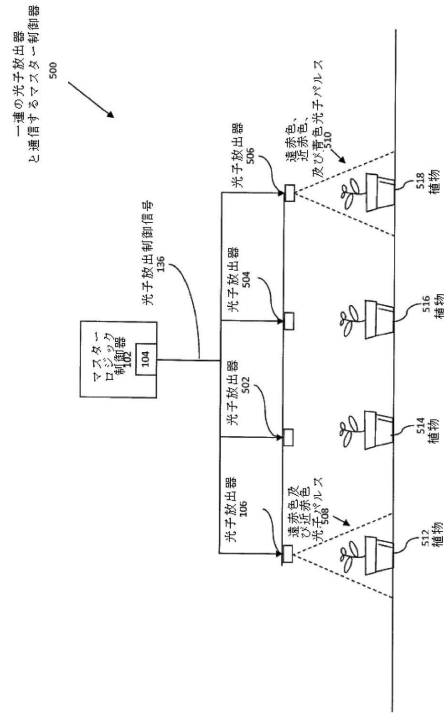 一連の光子放出器
と通信するマスター制御器
500
マスター
ロジック
制御器
102
104
光子放出制御信号
136
光子放出器
106
光子放出器
502
光子放出器
504
光子放出器
506
遠赤色及
び近赤色
光子パルス
508
遠赤色、
近赤色、
及び青色光子パルス
510
512
植物
514
植物
516
植物
518
植物